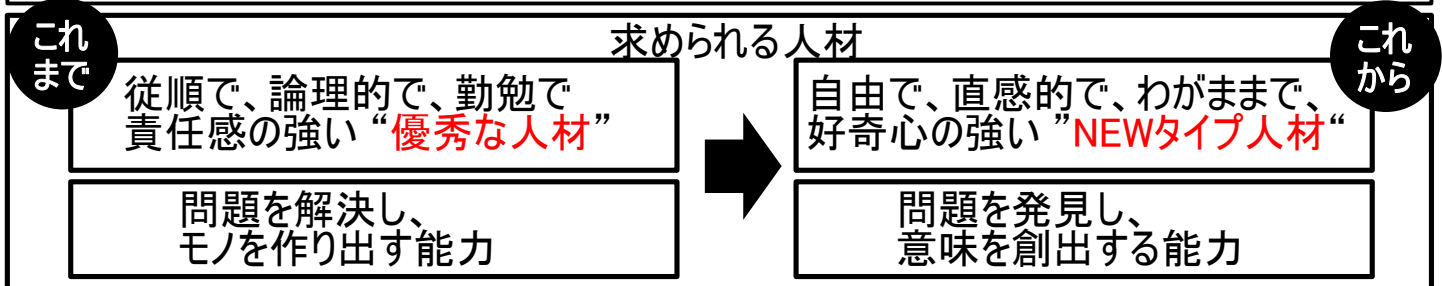 これ
まで
求められる人材
これ
から
従順で、論理的で、勤勉で
責任感の強い “優秀な人材”
自由で、直感的で、わがままで、
好奇心の強い ”NEWタイプ人材“
問題を解決し、
モノを作り出す能力
問題を発見し、
意味を創出する能力